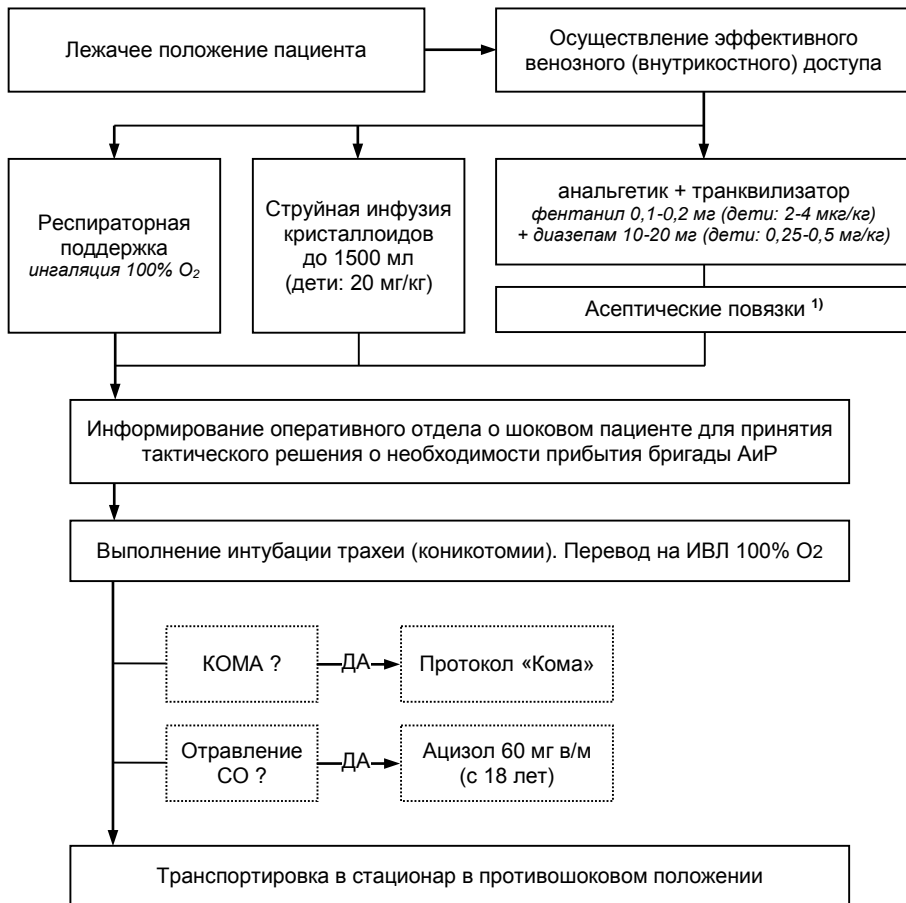 Лежачее положение пациента
Осуществление эффективного
венозного (внутрикостного) доступа
Респираторная
поддержка
ингаляция 100% O₂
Струйная инфузия
кристаллоидов
до 1500 мл
(дети: 20 мг/кг)
анальгетик + транквилизатор
фентанил 0,1-0,2 мг (дети: 2-4 мкг/кг)
+ диазепам 10-20 мг (дети: 0,25-0,5 мг/кг)
Асептические повязки ¹⁾
Информирование оперативного отдела о шоковом пациенте для принятия
тактического решения о необходимости прибытия бригады АиР
Выполнение интубации трахеи (коникотомии). Перевод на ИВЛ 100% O2
КОМА ?
ДА
Протокол «Кома»
Отравление
СО ?
ДА
Ацизол 60 мг в/м
(с 18 лет)
Транспортировка в стационар в противошоковом положении